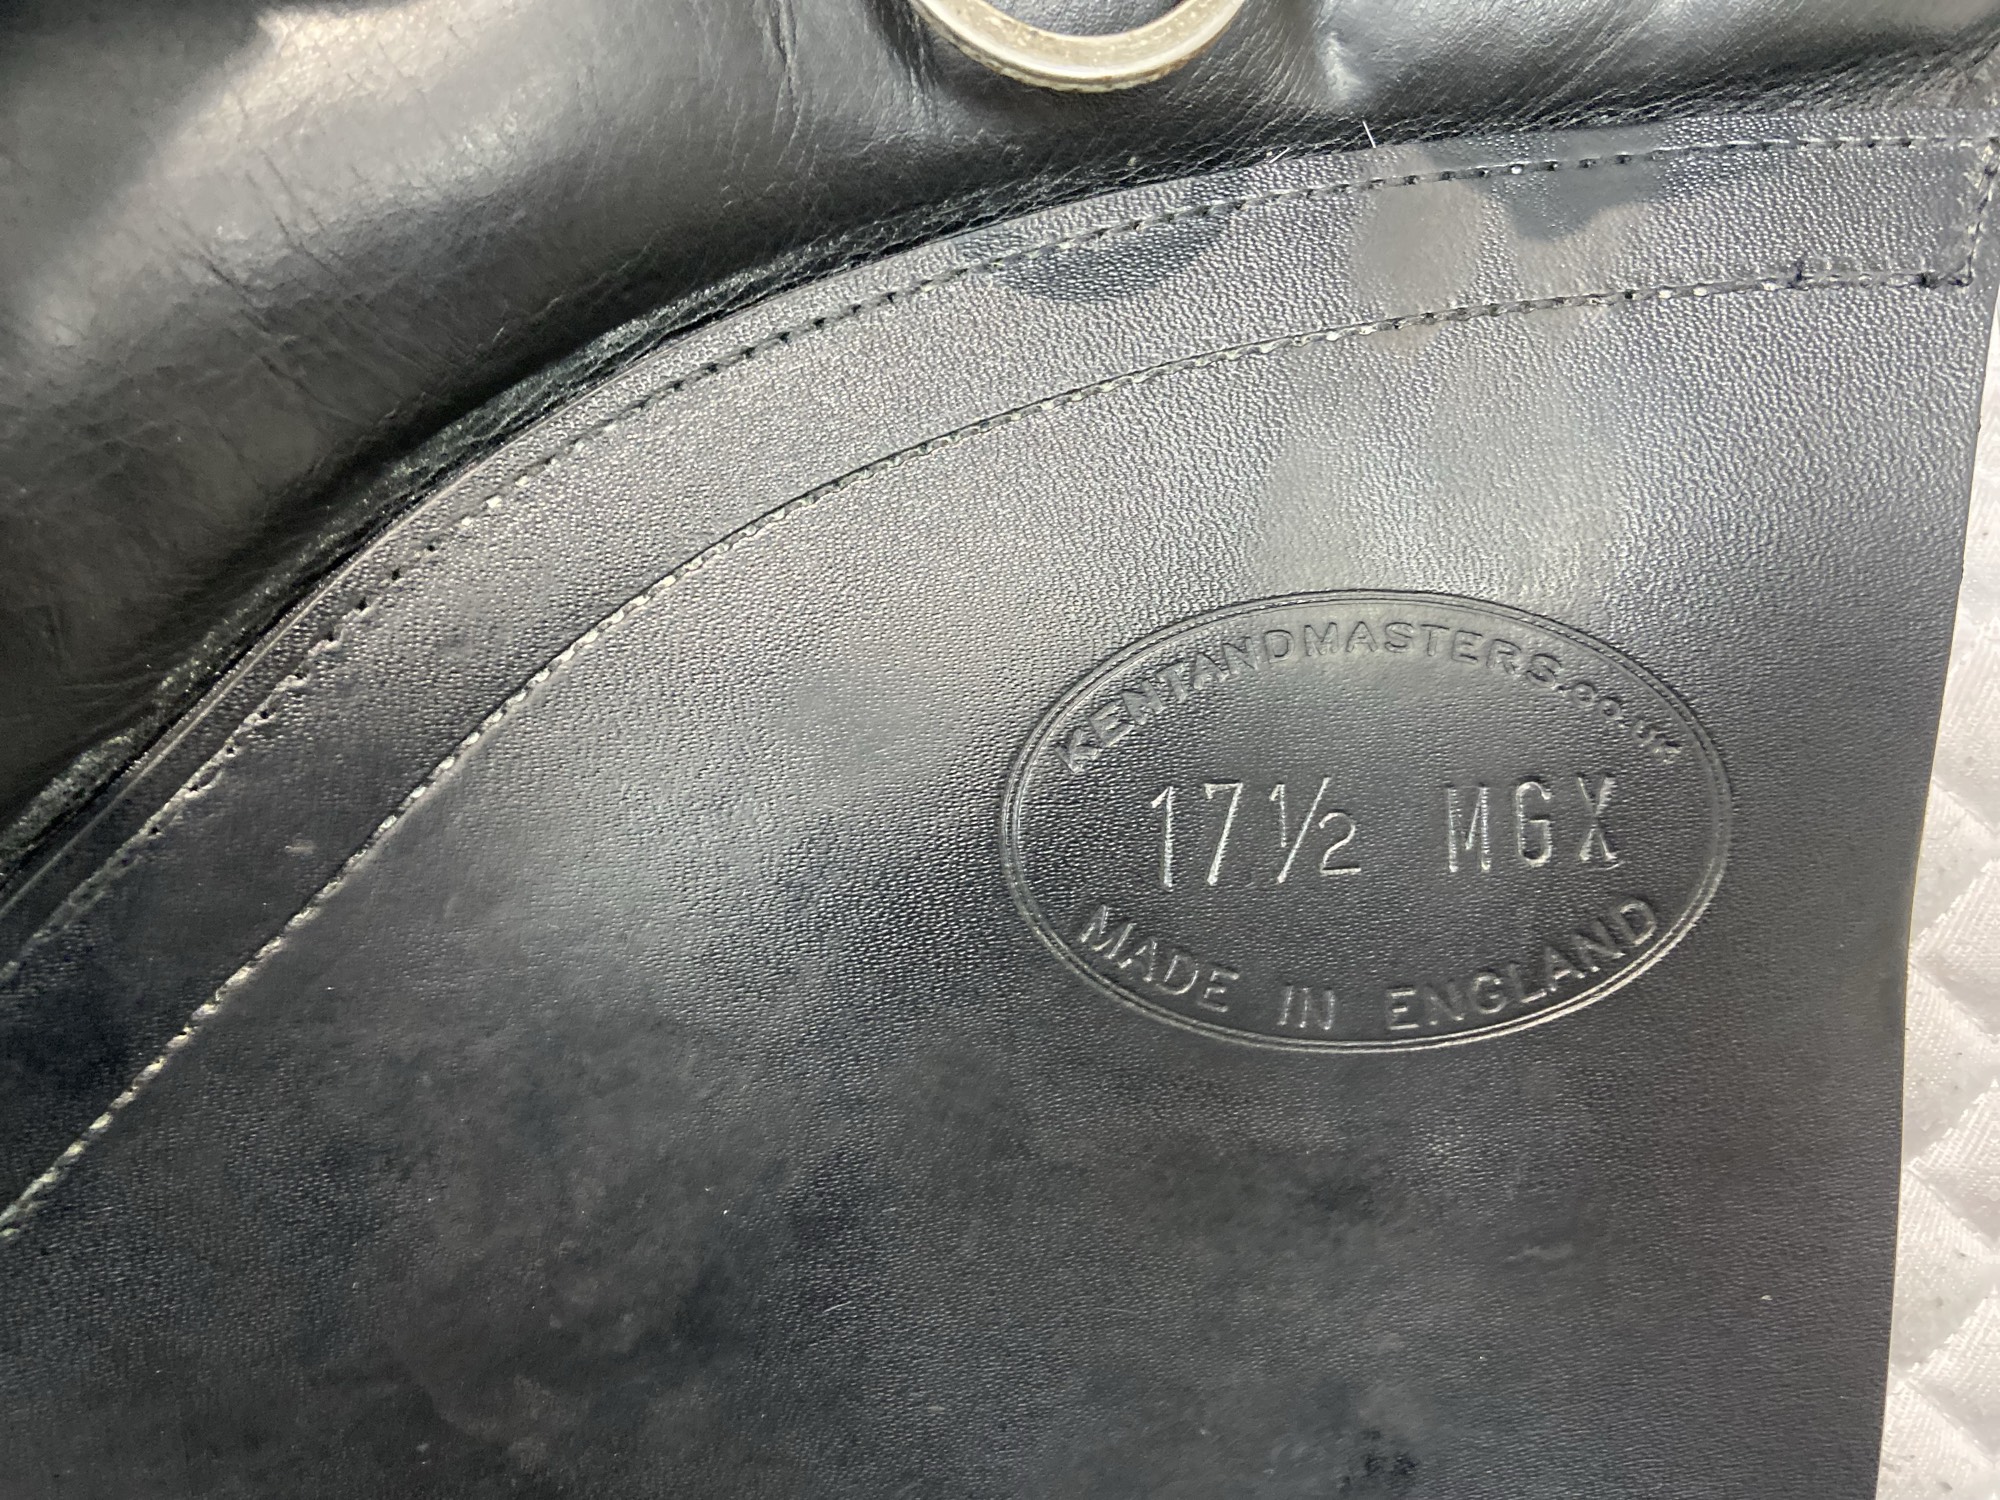 KENTANDMASTERS.CO.UK
17½ MGX
MADE IN ENGLAND